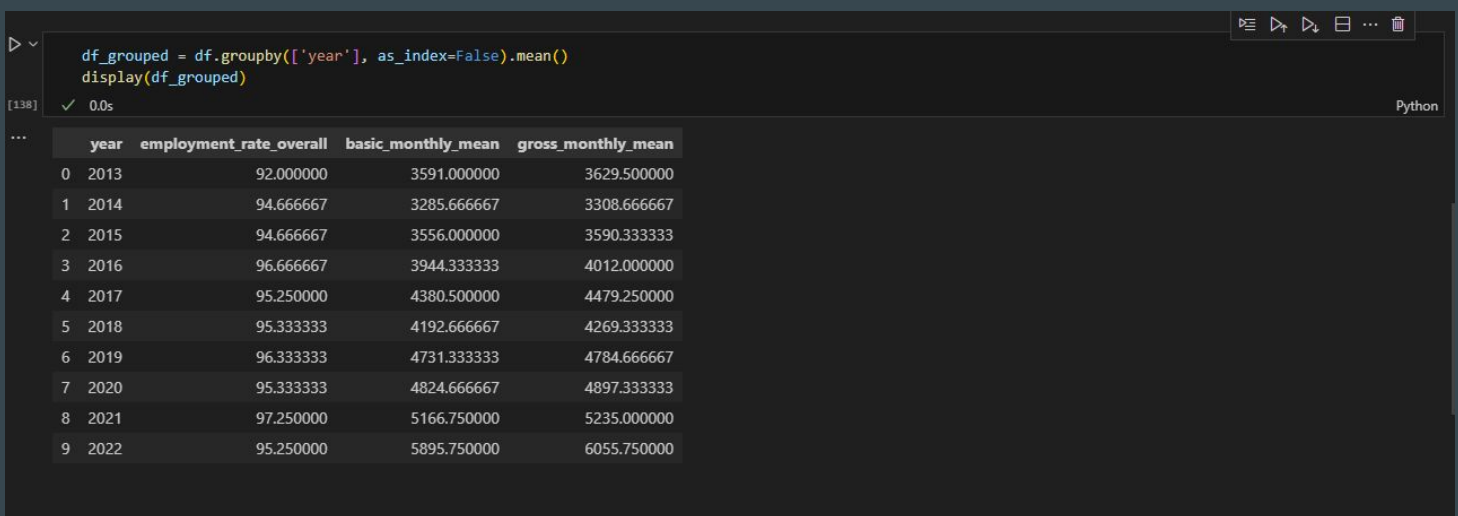 df_grouped = df.groupby(['year'], as_index=False).mean()
display(df_grouped)
[138] 0.0s Python
year employment_rate_overall basic_monthly_mean gross_monthly_mean
0 2013 92.000000 3591.000000 3629.500000
1 2014 94.666667 3285.666667 3308.666667
2 2015 94.666667 3556.000000 3590.333333
3 2016 96.666667 3944.333333 4012.000000
4 2017 95.250000 4380.500000 4479.250000
5 2018 95.333333 4192.666667 4269.333333
6 2019 96.333333 4731.333333 4784.666667
7 2020 95.333333 4824.666667 4897.333333
8 2021 97.250000 5166.750000 5235.000000
9 2022 95.250000 5895.750000 6055.750000